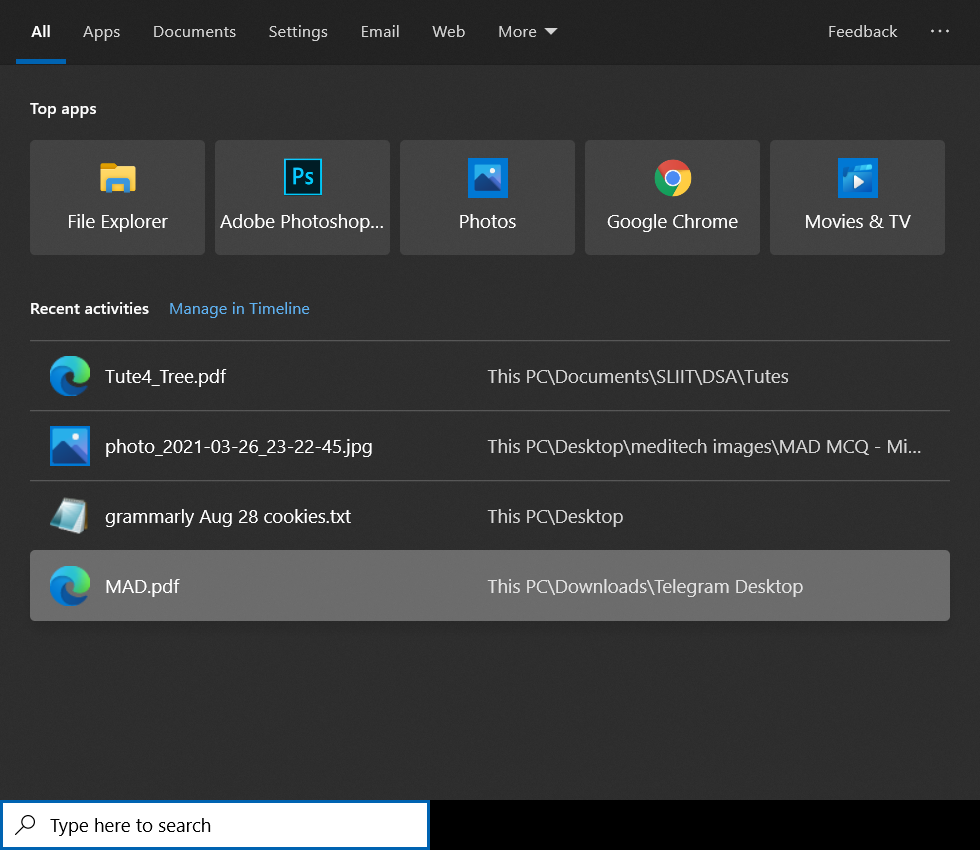 All Apps Documents Settings Email Web More Feedback ...
Top apps
Ps
File Explorer Adobe Photoshop... Photos Google Chrome Movies & TV
Recent activities Manage in Timeline
Tute4_Tree.pdf This PC\Documents\SLIIT\DSA\Tutes
photo_2021-03-26_23-22-45.jpg This PC\Desktop\meditech images\MAD MCQ - Mi...
grammarly Aug 28 cookies.txt This PC\Desktop
MAD.pdf This PC\Downloads\Telegram Desktop
Type here to search